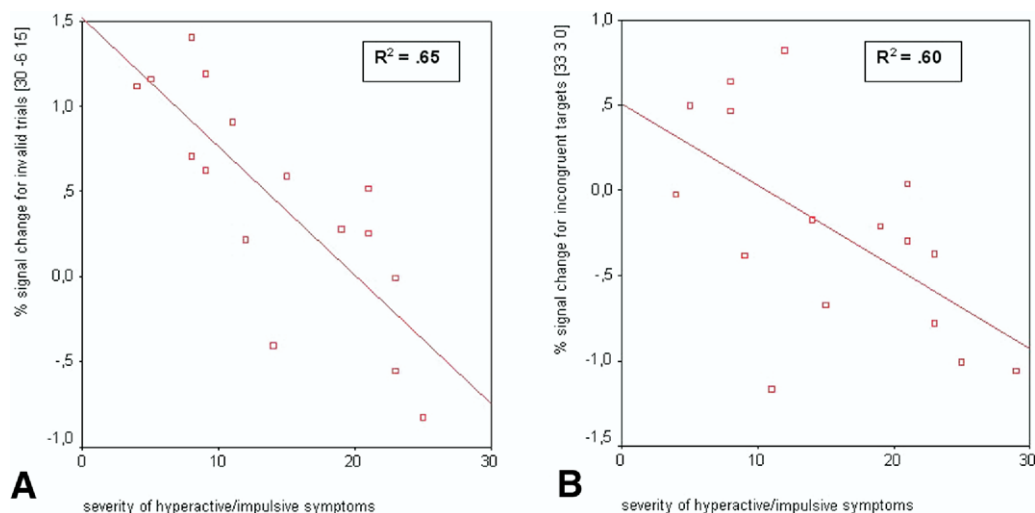 % signal change for invalid trials [30 -6 15]
1,5
1,0
,5
0,0
-,5
-1,0
R² = .65
0 10 20 30
A
severity of hyperactive/impulsive symptoms
% signal change for incongruent targets [33 3 0]
1,0
,5
0,0
-,5
-1,0
-1,5
R² = .60
0 10 20 30
B
severity of hyperactive/impulsive symptoms